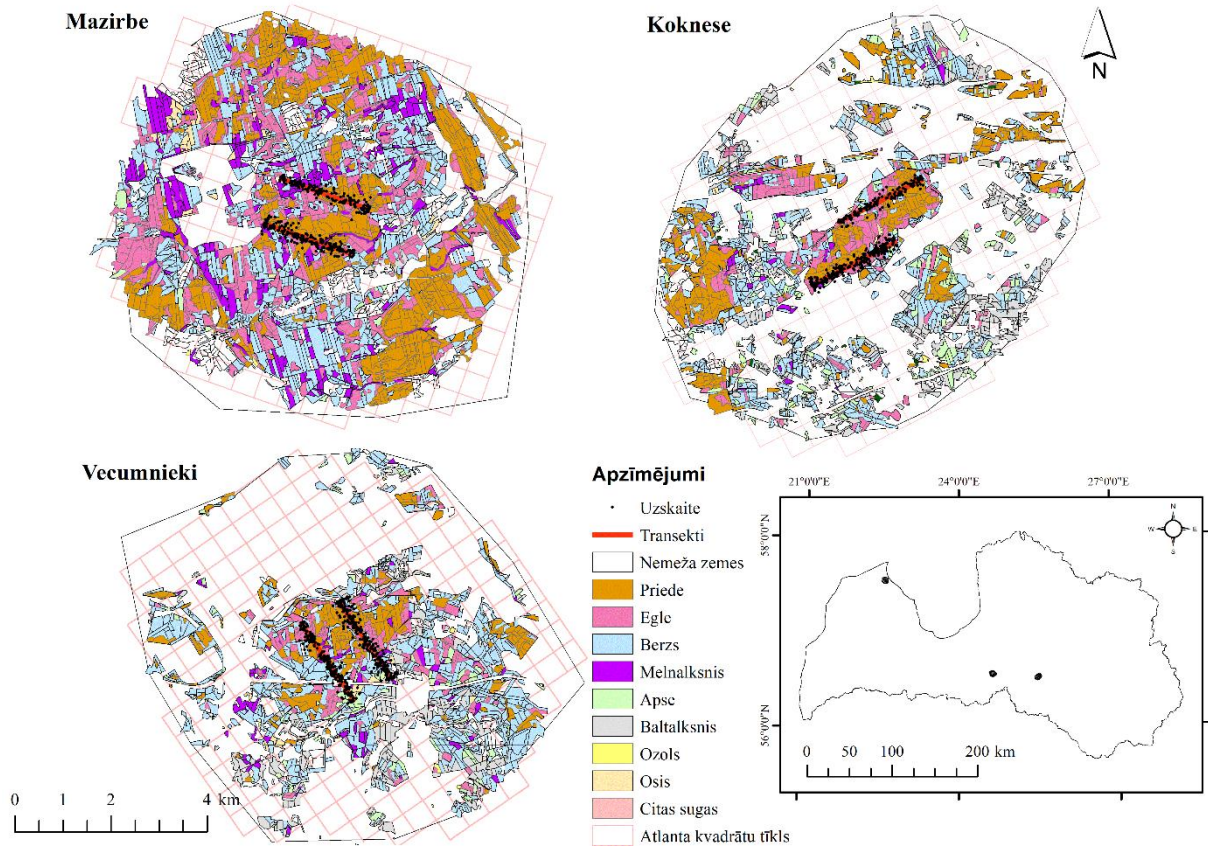 Mazirbe
Koknese
N
Vecumnieki
0 1 2 4 km
Apzīmējumi
Uzskaite
Transekti
Nemeža zemes
Priede
Egle
Berzs
Melnalksnis
Apse
Baltalksnis
Ozols
Osis
Citas sugas
Atlanta kvadrātu tīkls
21°0'0"E 24°0'0"E 27°0'0"E
58°0'0"N
56°0'0"N
N
W E
S
0 50 100 200 km